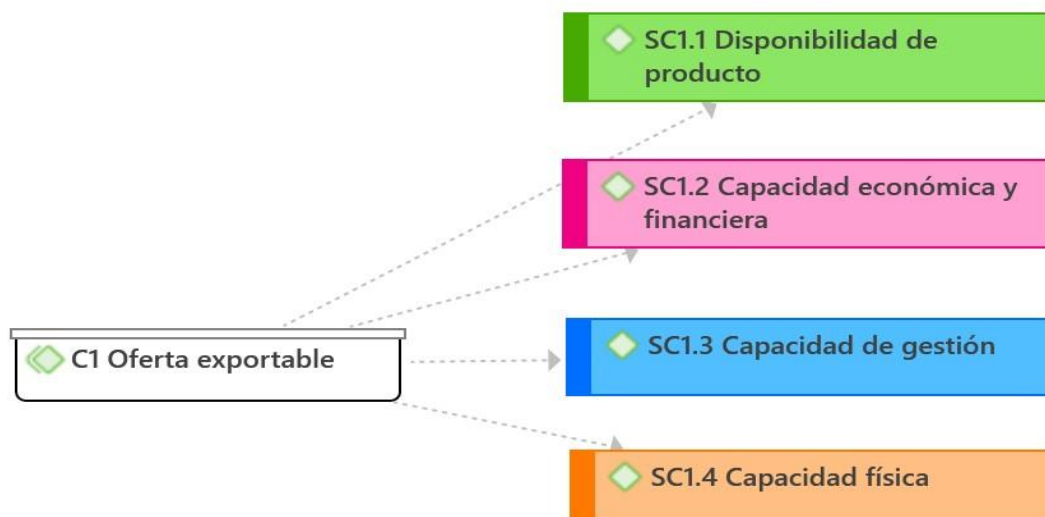 SC1.1 Disponibilidad de
producto
SC1.2 Capacidad económica y
financiera
C1 Oferta exportable
SC1.3 Capacidad de gestión
SC1.4 Capacidad física